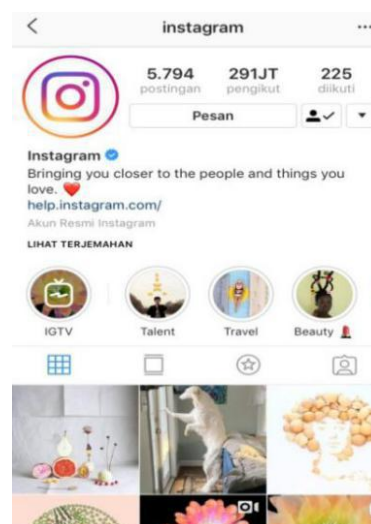 instagram
5.794 291JT 225
postingan pengikut diikuti
Pesan
Instagram
Bringing you closer to the people and things you
love. ❤️
help.instagram.com/
Akun Resmi Instagram
LIHAT TERJEMAHAN
IGTV Talent Travel Beauty 💄